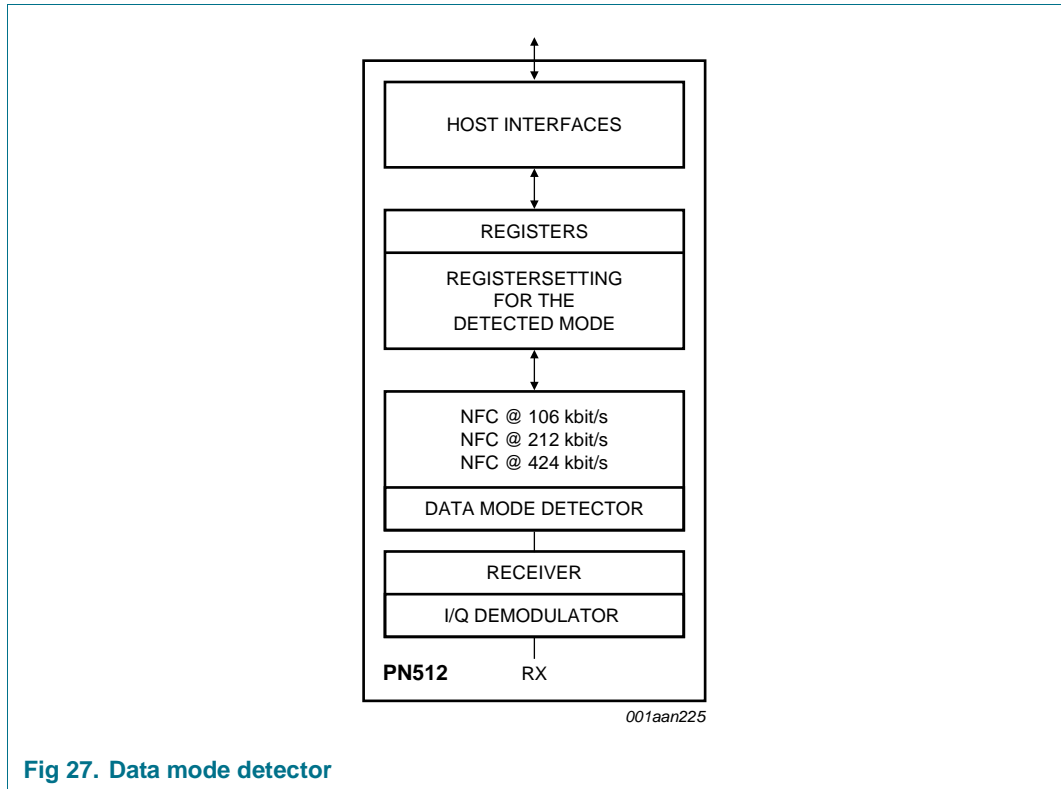 HOST INTERFACES
REGISTERS
REGISTERSETTING
FOR THE
DETECTED MODE
NFC @ 106 kbit/s
NFC @ 212 kbit/s
NFC @ 424 kbit/s
DATA MODE DETECTOR
RECEIVER
I/Q DEMODULATOR
PN512 RX
001aan225
Fig 27. Data mode detector